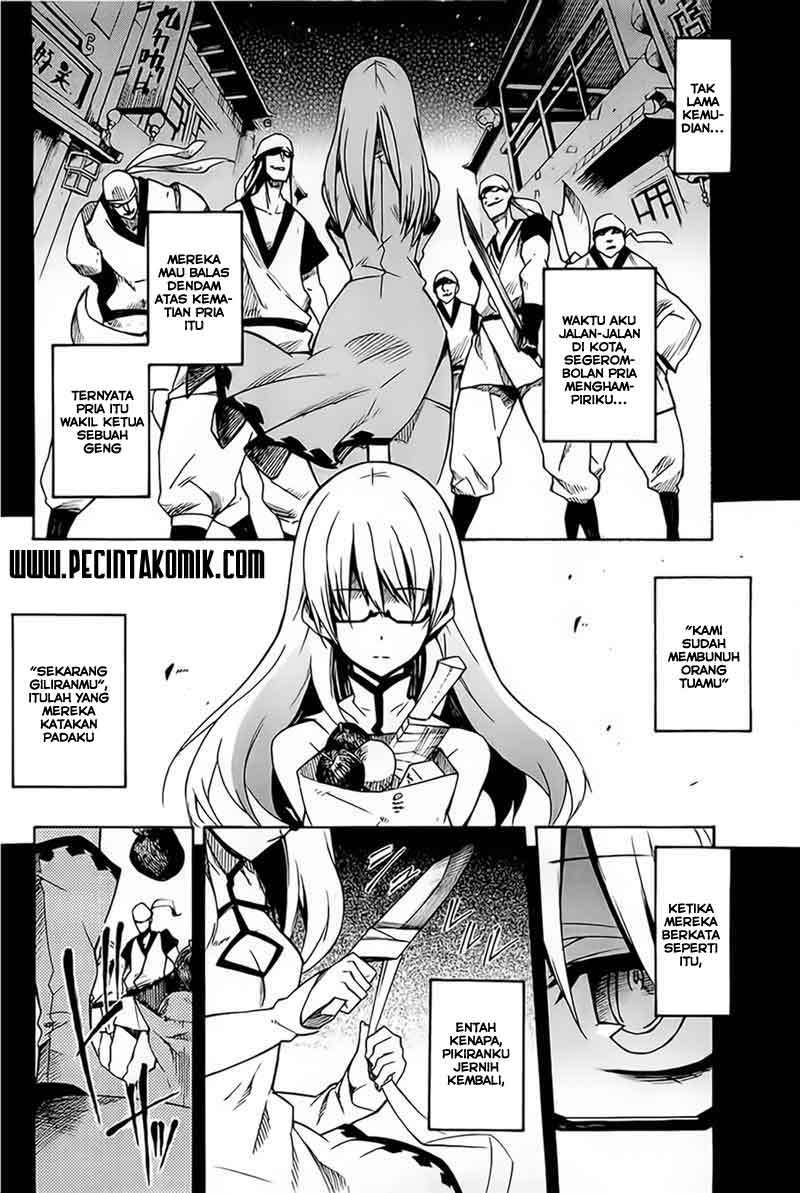 TAK
LAMA
KEMU-
DIAN...
WAKTU AKU
JALAN-JALAN
DI KOTA,
SEGEROM-
BOLAN PRIA
MENGHAM-
PIRIKU...
MEREKA
MAU BALAS
DENDAM
ATAS KEMA-
TIAN PRIA
ITU
TERNYATA
PRIA ITU
WAKIL KETUA
SEBUAH
GENG
WWW.PECINTAKOMIK.COM
"KAMI
SUDAH
MEMBUNUH
ORANG
TUAMU"
"SEKARANG
GILIRANMU",
ITULAH YANG
MEREKA
KATAKAN
PADAKU
KETIKA
MEREKA
BERKATA
SEPERTI
ITU,
ENTAH
KENAPA,
PIKIRANKU
JERNIH
KEMBALI,